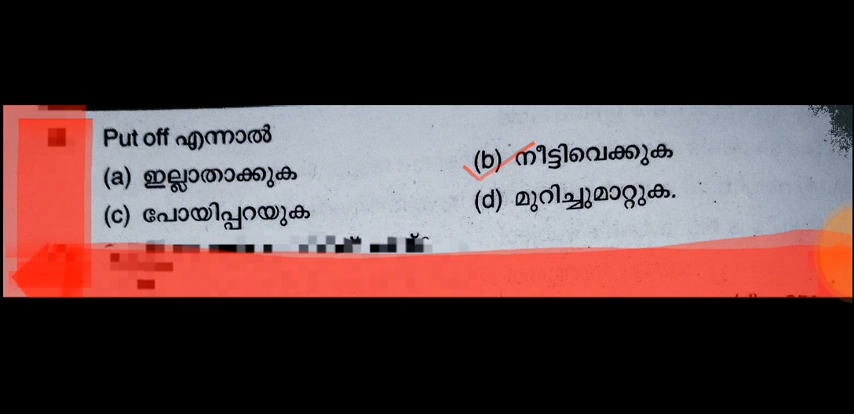 Put off എന്നാൽ
(a) ഇല്ലാതാക്കുക (b) നീട്ടിവെക്കുക
(c) പോയിപ്പറയുക (d) മുറിച്ചുമാറ്റുക.